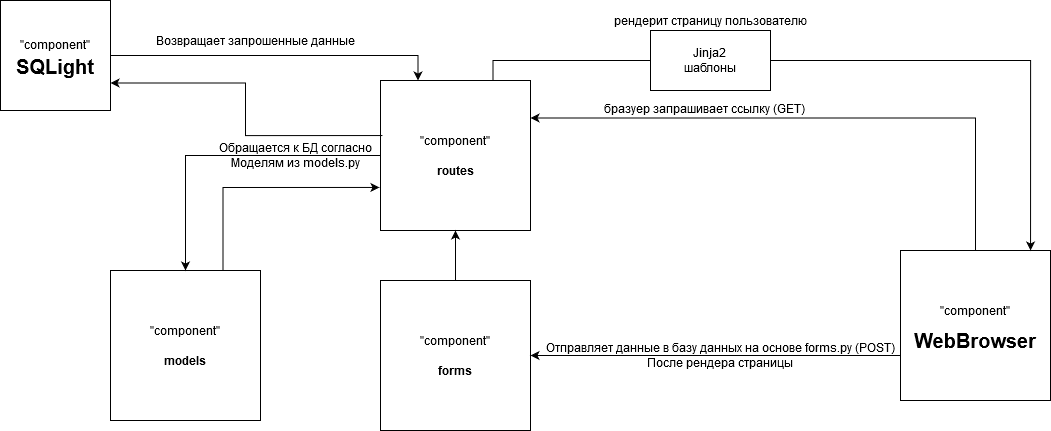 рендерит страницу пользователю
"component"
SQLight
Возвращает запрошенные данные
Jinja2
шаблоны
бразуер запрашивает ссылку (GET)
"component"
routes
Обращается к БД согласно
Моделям из models.py
"component"
models
"component"
forms
Отправляет данные в базу данных на основе forms.py (POST)
После рендера страницы
"component"
WebBrowser